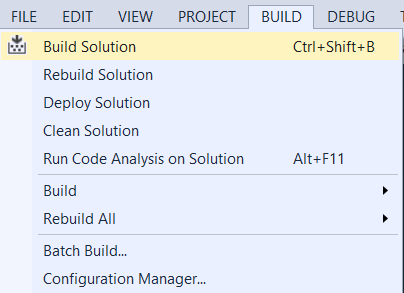 FILE EDIT VIEW PROJECT BUILD DEBUG
Build Solution Ctrl+Shift+B
Rebuild Solution
Deploy Solution
Clean Solution
Run Code Analysis on Solution Alt+F11
Build
Rebuild All
Batch Build...
Configuration Manager...